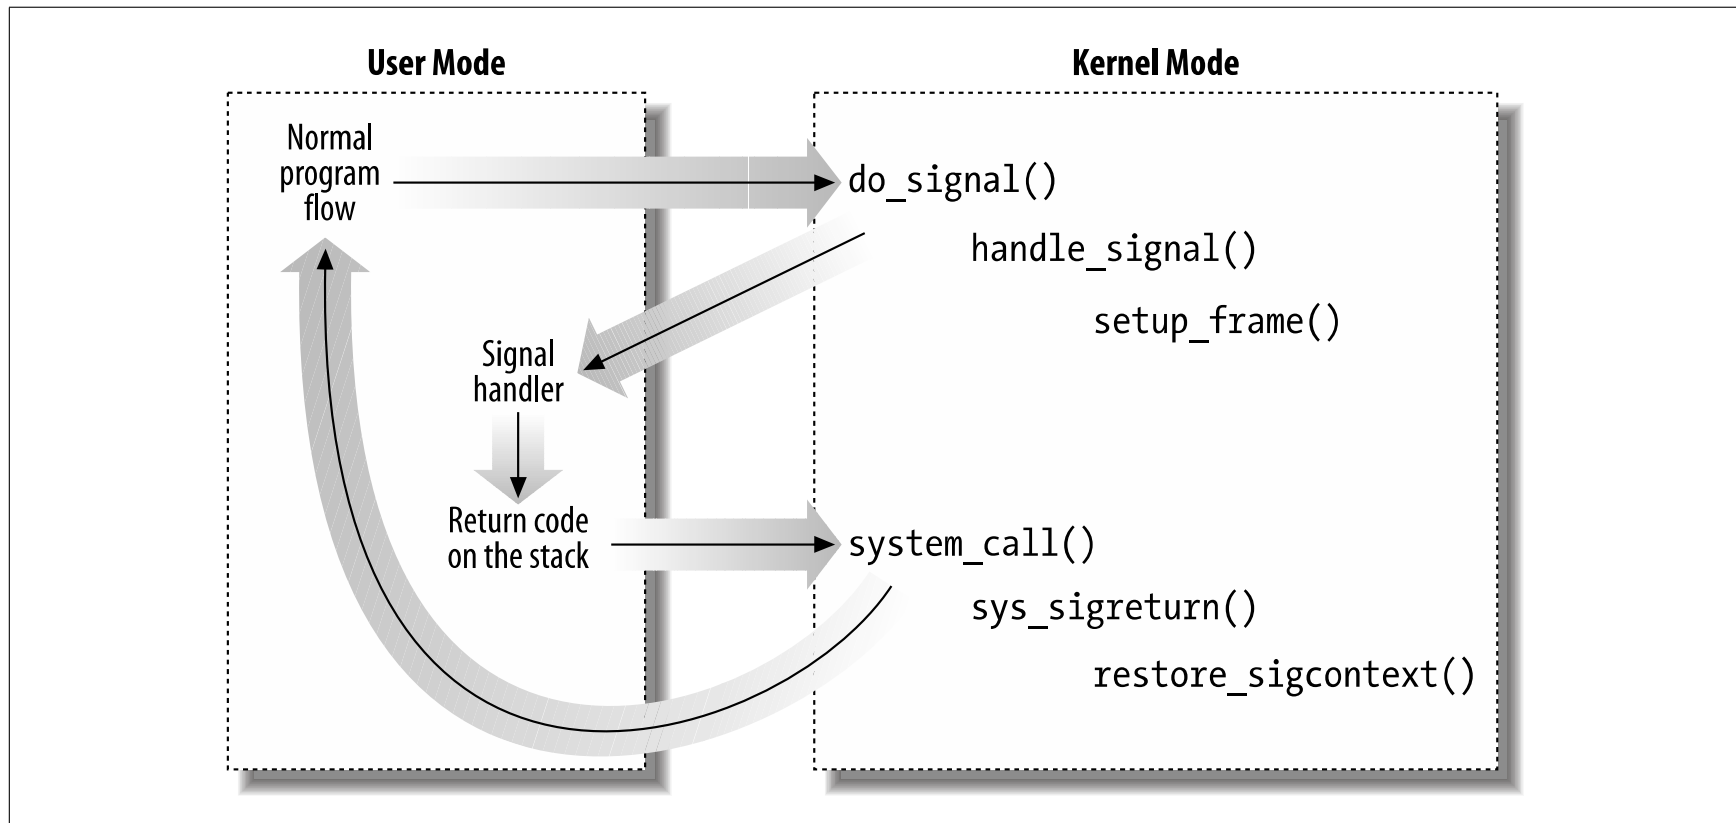 User Mode
Kernel Mode
Normal
program
flow
do_signal()
handle_signal()
setup_frame()
Signal
handler
Return code
on the stack
system_call()
sys_sigreturn()
restore_sigcontext()